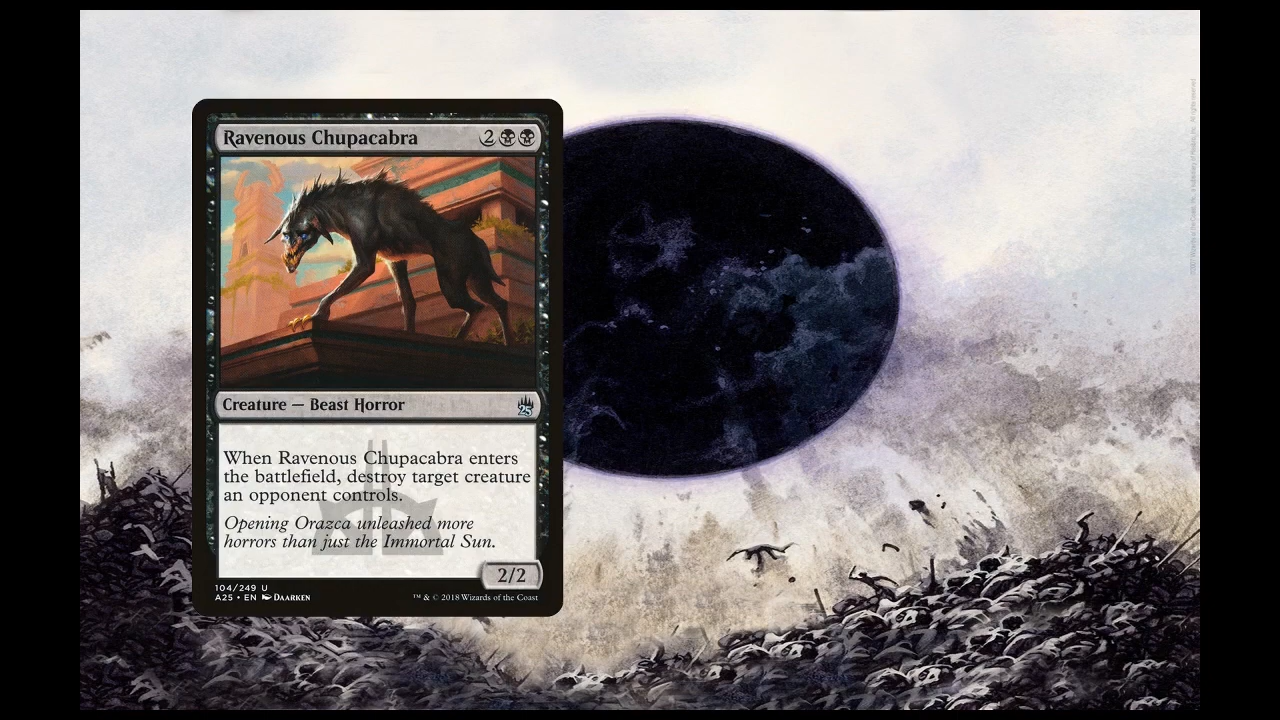 Ravenous Chupacabra 2
Creature — Beast Horror
25
When Ravenous Chupacabra enters
the battlefield, destroy target creature
an opponent controls.
Opening Orazca unleashed more
horrors than just the Immortal Sun.
2/2
104/249 U
A25 • EN DAARKEN
™ & © 2018 Wizards of the Coast